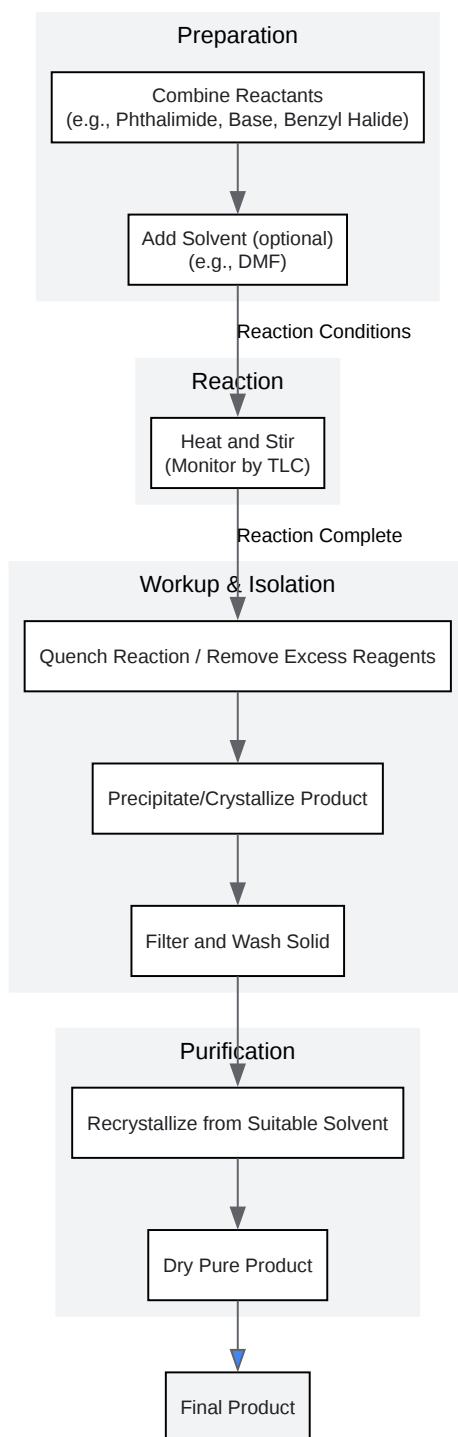 Preparation
Combine Reactants
(e.g., Phthalimide, Base, Benzyl Halide)
Add Solvent (optional)
(e.g., DMF)
Reaction Conditions
Reaction
Heat and Stir
(Monitor by TLC)
Reaction Complete
Workup & Isolation
Quench Reaction / Remove Excess Reagents
Precipitate/Crystallize Product
Filter and Wash Solid
Purification
Recrystallize from Suitable Solvent
Dry Pure Product
Final Product